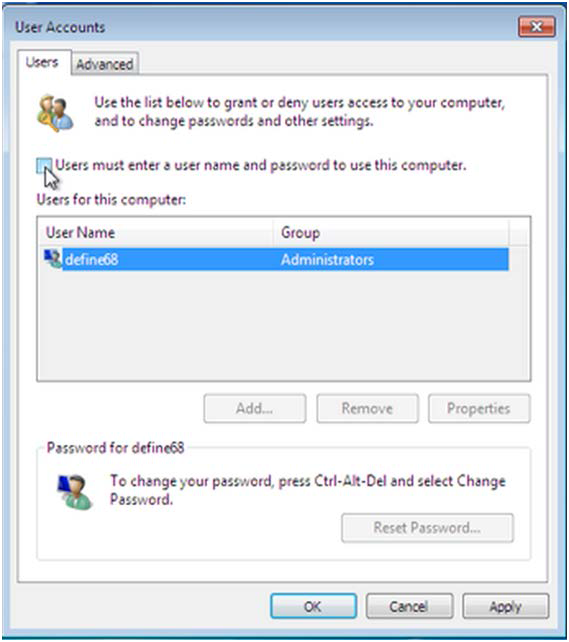 User Accounts
Users
Advanced
Use the list below to grant or deny users access to your computer,
and to change passwords and other settings.
Users must enter a user name and password to use this computer.
Users for this computer:
User Name
Group
define68
Administrators
Add...
Remove
Properties
Password for define68
To change your password, press Ctrl-Alt-Del and select Change
Password.
Reset Password...
OK
Cancel
Apply